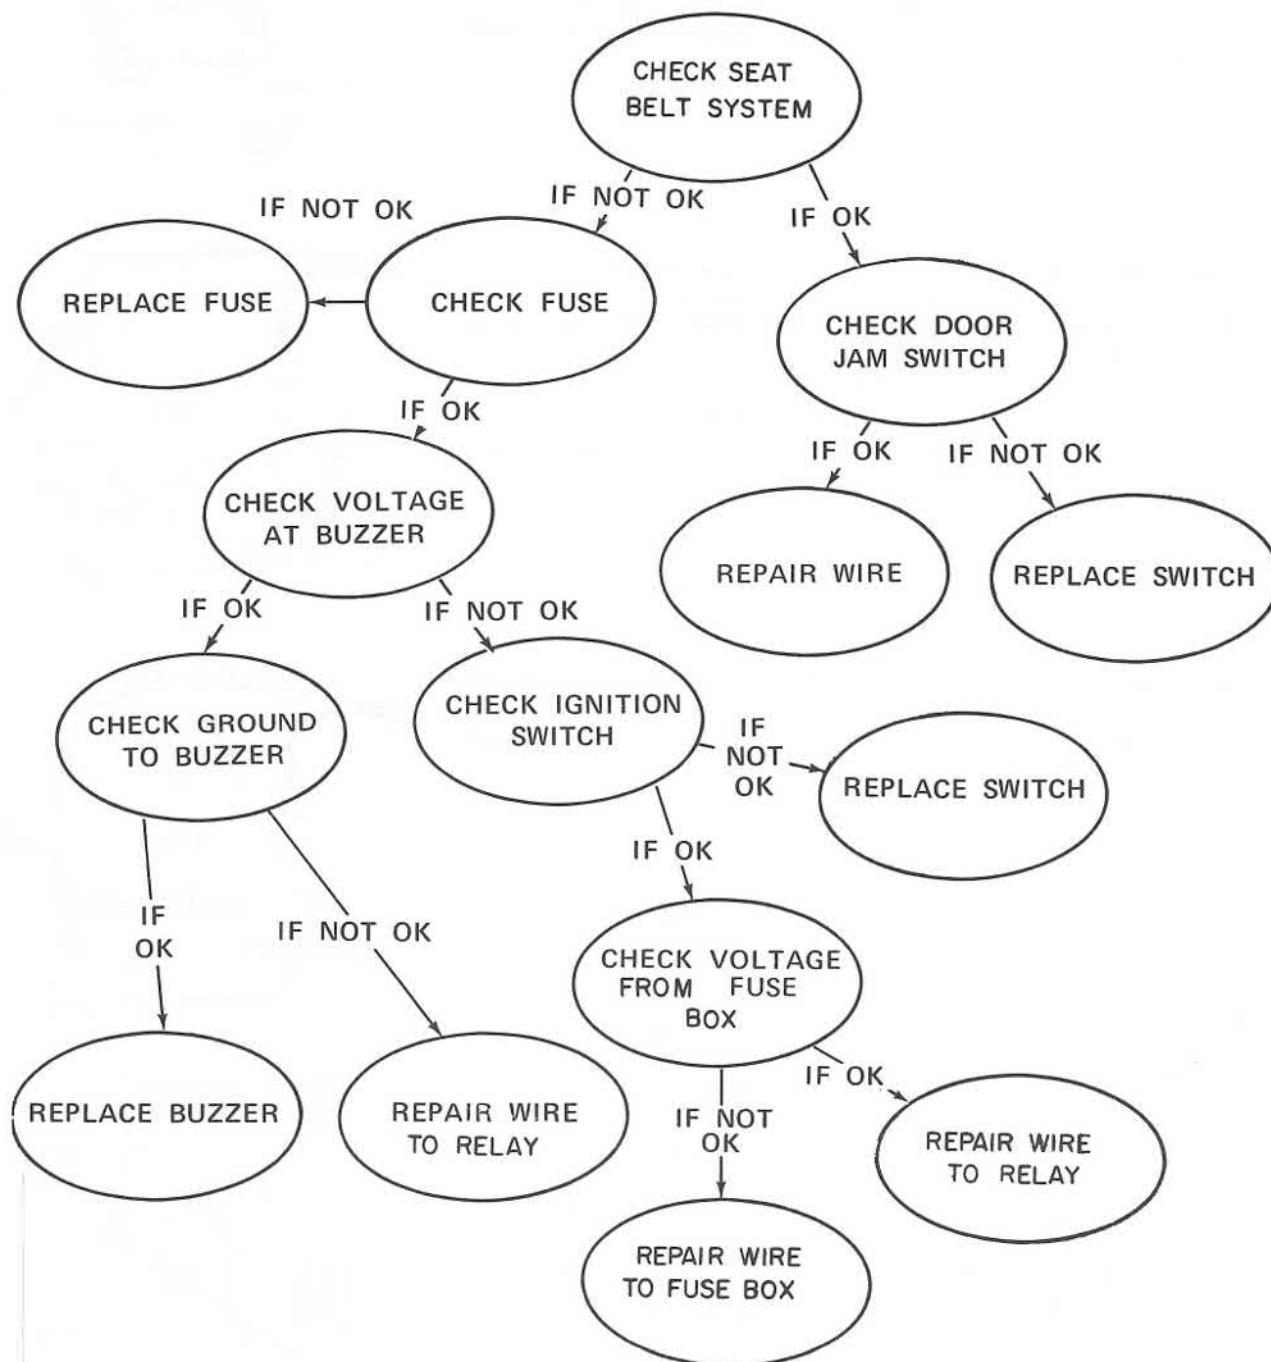 CHECK SEAT
BELT SYSTEM
IF NOT OK
IF OK
IF NOT OK
REPLACE FUSE
CHECK FUSE
CHECK DOOR
JAM SWITCH
IF OK
IF OK
IF NOT OK
CHECK VOLTAGE
AT BUZZER
REPAIR WIRE
REPLACE SWITCH
IF OK
IF NOT OK
CHECK GROUND
TO BUZZER
CHECK IGNITION
SWITCH
IF
NOT
OK
REPLACE SWITCH
IF OK
IF
OK
IF NOT OK
CHECK VOLTAGE
FROM FUSE
BOX
IF OK
IF NOT
OK
REPLACE BUZZER
REPAIR WIRE
TO RELAY
REPAIR WIRE
TO RELAY
REPAIR WIRE
TO FUSE BOX